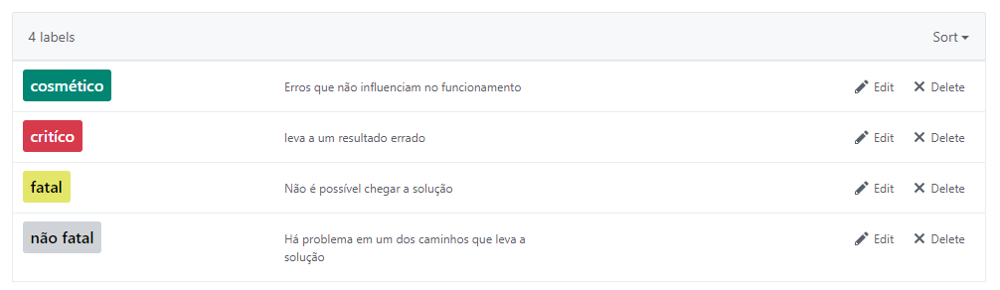 4 labels Sort
cosmético Erros que não influenciam no funcionamento Edit Delete
critíco leva a um resultado errado Edit Delete
fatal Não é possível chegar a solução Edit Delete
não fatal Há problema em um dos caminhos que leva a Edit Delete
solução